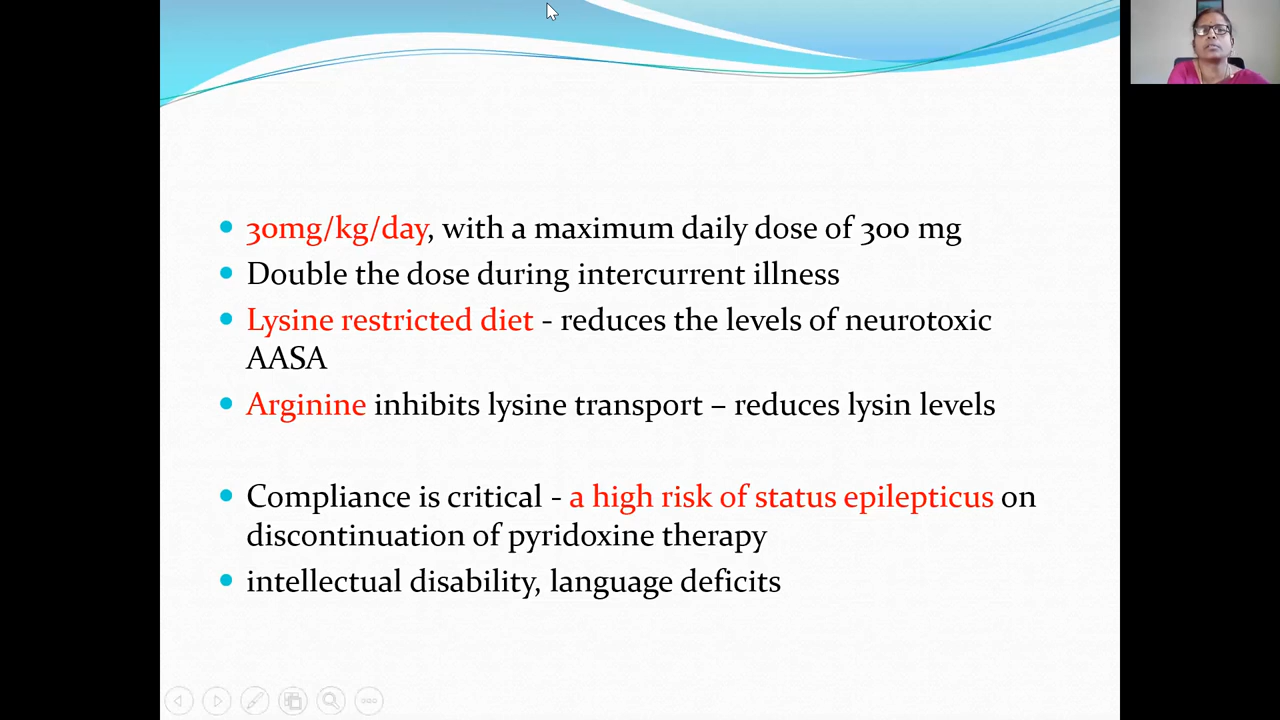 30mg/kg/day, with a maximum daily dose of 300 mg
Double the dose during intercurrent illness
Lysine restricted diet - reduces the levels of neurotoxic
AASA
Arginine inhibits lysine transport – reduces lysin levels
Compliance is critical - a high risk of status epilepticus on
discontinuation of pyridoxine therapy
intellectual disability, language deficits